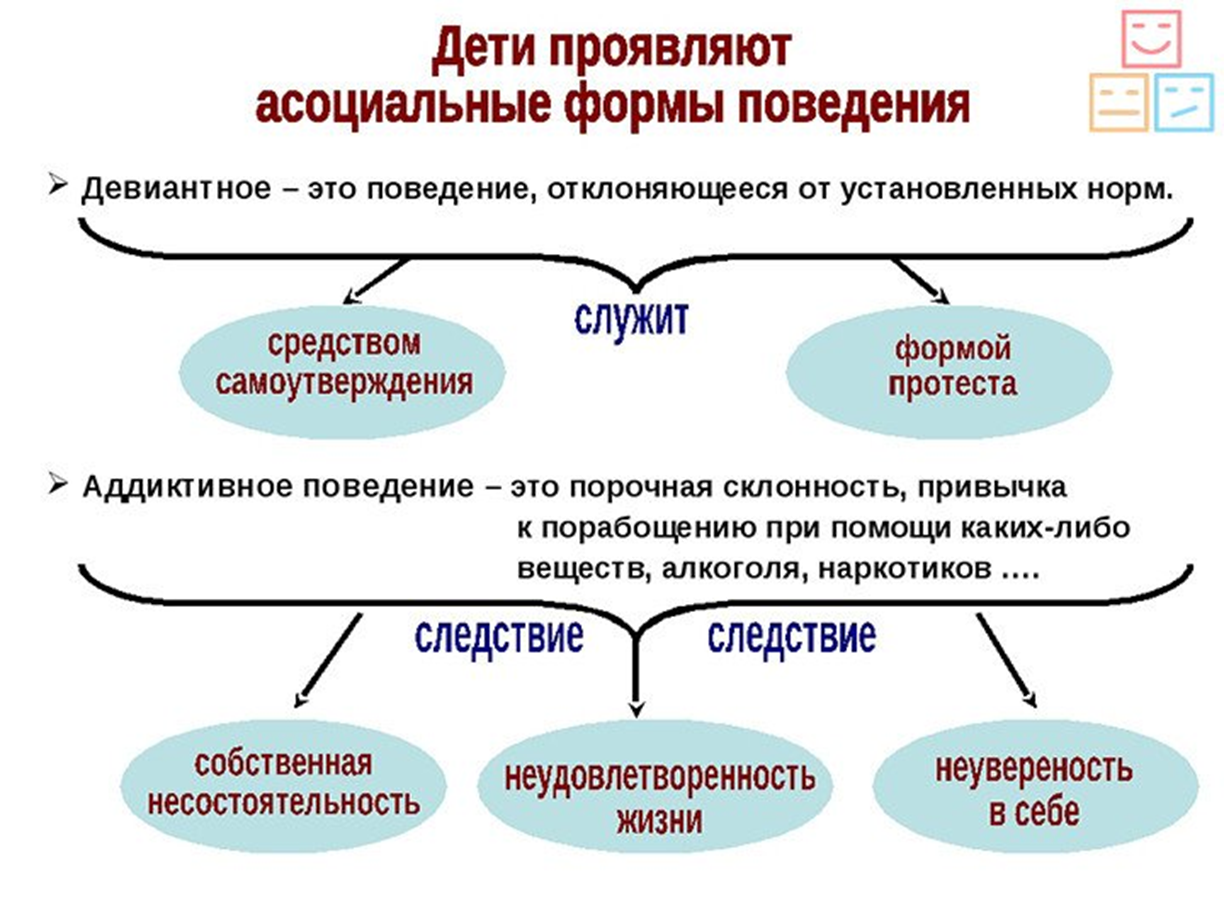 Дети проявляют
асоциальные формы поведения
➢ Девиантное – это поведение, отклоняющееся от установленных норм.
служит
средством
самоутверждения
формой
протеста
➢ Аддиктивное поведение – это порочная склонность, привычка
к порабощению при помощи каких-либо
веществ, алкоголя, наркотиков ….
следствие
следствие
собственная
несостоятельность
неудовлетворенность
жизни
неувереность
в себе